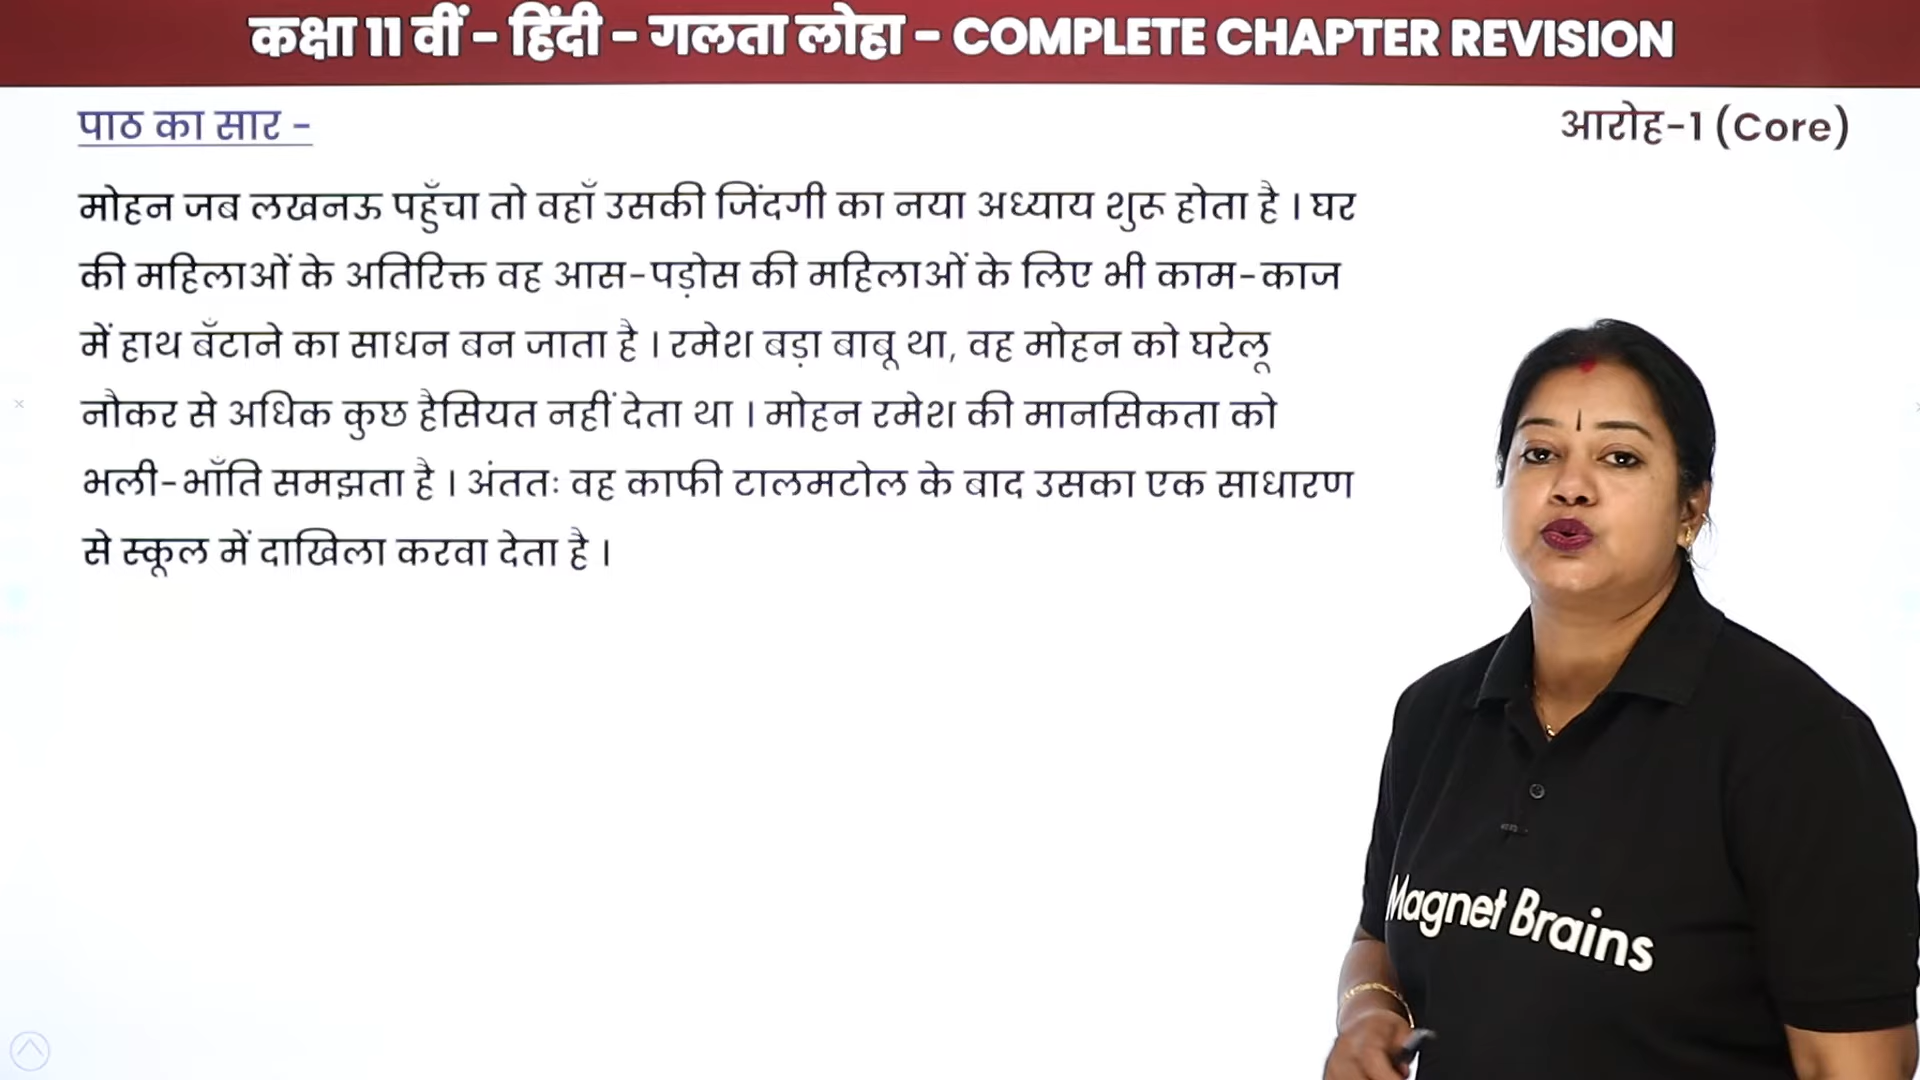 कक्षा 11 वीं - हिंदी - गलता लोहा - COMPLETE CHAPTER REVISION
पाठ का सार -
आरोह-1 (Core)
मोहन जब लखनऊ पहुँचा तो वहाँ उसकी जिंदगी का नया अध्याय शुरू होता है । घर
की महिलाओं के अतिरिक्त वह आस-पड़ोस की महिलाओं के लिए भी काम-काज
में हाथ बँटाने का साधन बन जाता है । रमेश बड़ा बाबू था, वह मोहन को घरेलू
नौकर से अधिक कुछ हैसियत नहीं देता था । मोहन रमेश की मानसिकता को
भली-भाँति समझता है । अंततः वह काफी टालमटोल के बाद उसका एक साधारण
से स्कूल में दाखिला करवा देता है ।
Magnet Brains